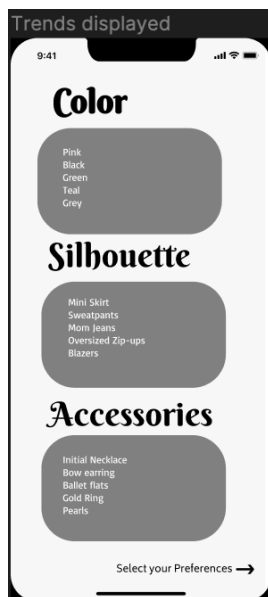 Trends displayed
9:41
Color
Pink
Black
Green
Teal
Grey
Silhouette
Mini Skirt
Sweatpants
Mom Jeans
Oversized Zip-ups
Blazers
Accessories
Initial Necklace
Bow earring
Ballet flats
Gold Ring
Pearls
Select your Preferences →